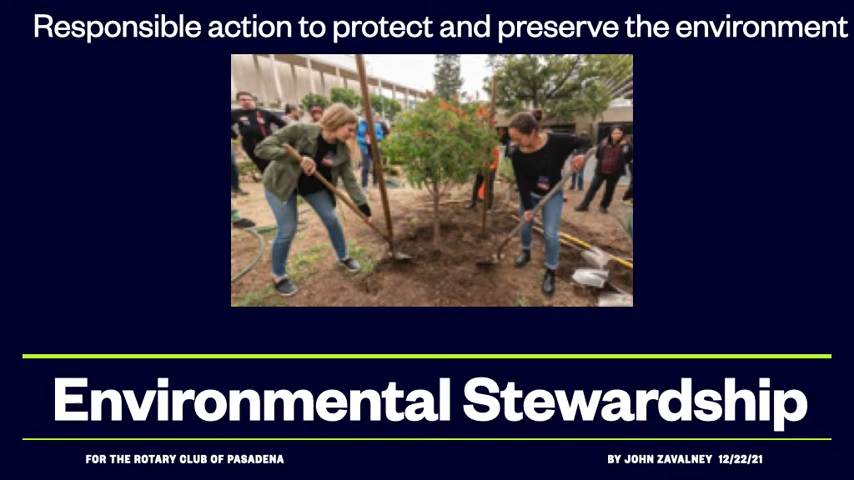 Responsible action to protect and preserve the environment
Environmental Stewardship
FOR THE ROTARY CLUB OF PASADENA
BY JOHN ZAVALNEY 12/22/21